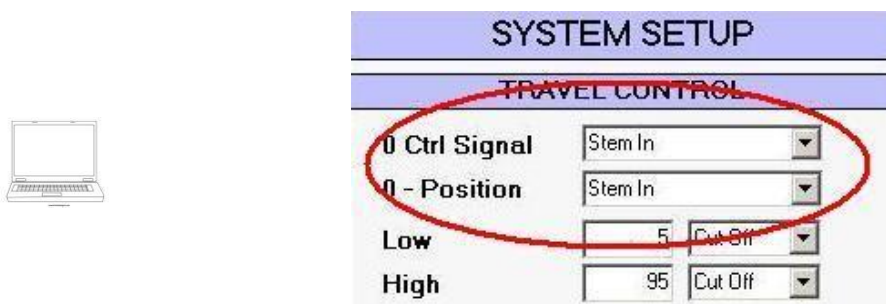 SYSTEM SETUP
TRAVEL CONTROL
0 Ctrl Signal Stem In
0 - Position Stem In
Low 5 Cut Off
High 95 Cut Off